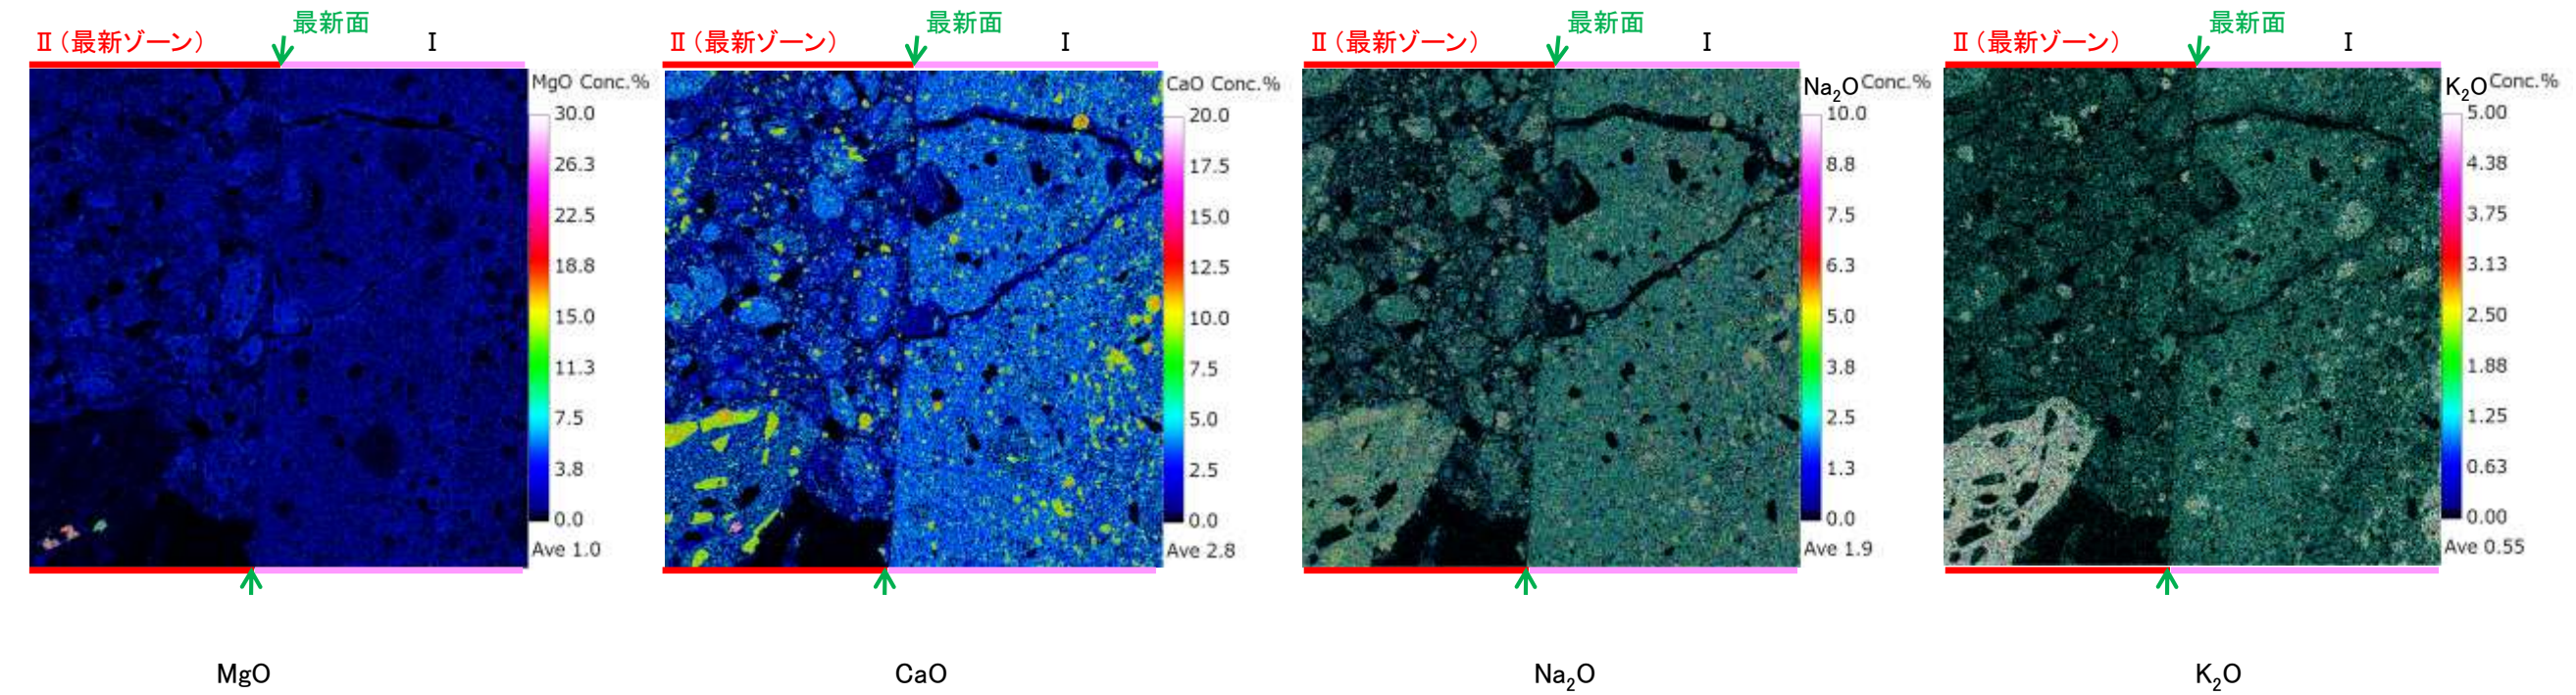 最新面
Ⅱ（最新ゾーン）
Ⅰ
MgO Conc.%
30.0
26.3
22.5
18.8
15.0
11.3
7.5
3.8
0.0
Ave 1.0
MgO
最新面
Ⅱ（最新ゾーン）
Ⅰ
CaO Conc.%
20.0
17.5
15.0
12.5
10.0
7.5
5.0
2.5
0.0
Ave 2.8
CaO
最新面
Ⅱ（最新ゾーン）
Ⅰ
Na₂O Conc.%
10.0
8.8
7.5
6.3
5.0
3.8
2.5
1.3
0.0
Ave 1.9
Na₂O
最新面
Ⅱ（最新ゾーン）
Ⅰ
K₂O Conc.%
5.00
4.38
3.75
3.13
2.50
1.88
1.25
0.63
0.00
Ave 0.55
K₂O